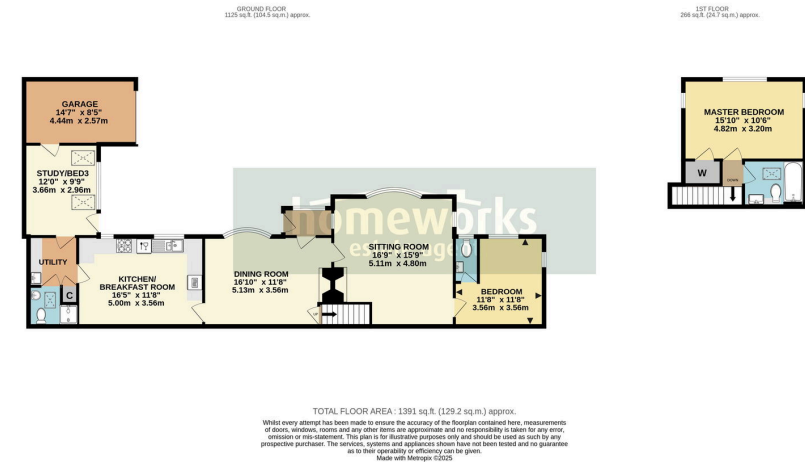 GROUND FLOOR
1125 sq.ft. (104.5 sq.m.) approx.
1ST FLOOR
266 sq.ft. (24.7 sq.m.) approx.
GARAGE
14'7" x 8'5"
4.44m x 2.57m
STUDY/BED3
12'0" x 9'9"
3.66m x 2.96m
UTILITY
C
KITCHEN/
BREAKFAST ROOM
16'5" x 11'8"
5.00m x 3.56m
DINING ROOM
16'10" x 11'8"
5.13m x 3.56m
UP
homeworks
SITTING ROOM
16'9" x 15'9"
5.11m x 4.80m
BEDROOM
11'8" x 11'8"
3.56m x 3.56m
MASTER BEDROOM
15'10" x 10'6"
4.82m x 3.20m
W
DOWN
TOTAL FLOOR AREA : 1391 sq.ft. (129.2 sq.m.) approx.
Whilst every attempt has been made to ensure the accuracy of the floorplan contained here, measurements
of doors, windows, rooms and any other items are approximate and no responsibility is taken for any error,
omission or mis-statement. This plan is for illustrative purposes only and should be used as such by any
prospective purchaser. The services, systems and appliances shown have not been tested and no guarantee
as to their operability or efficiency can be given.
Made with Metropix ©2025